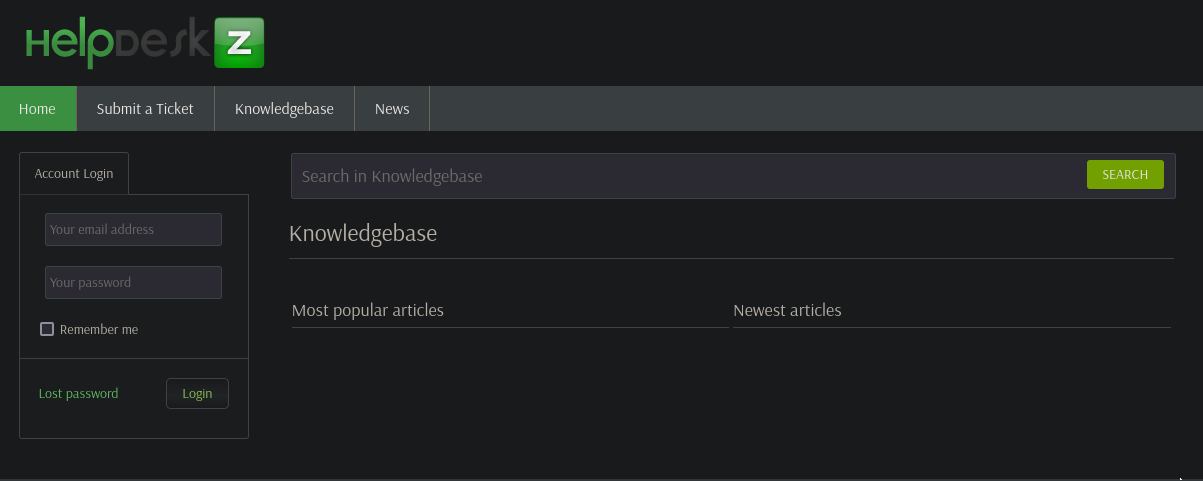 HelpDesk Z
Home Submit a Ticket Knowledgebase News
Account Login
Your email address
Your password
Remember me
Lost password Login
Search in Knowledgebase SEARCH
Knowledgebase
Most popular articles Newest articles